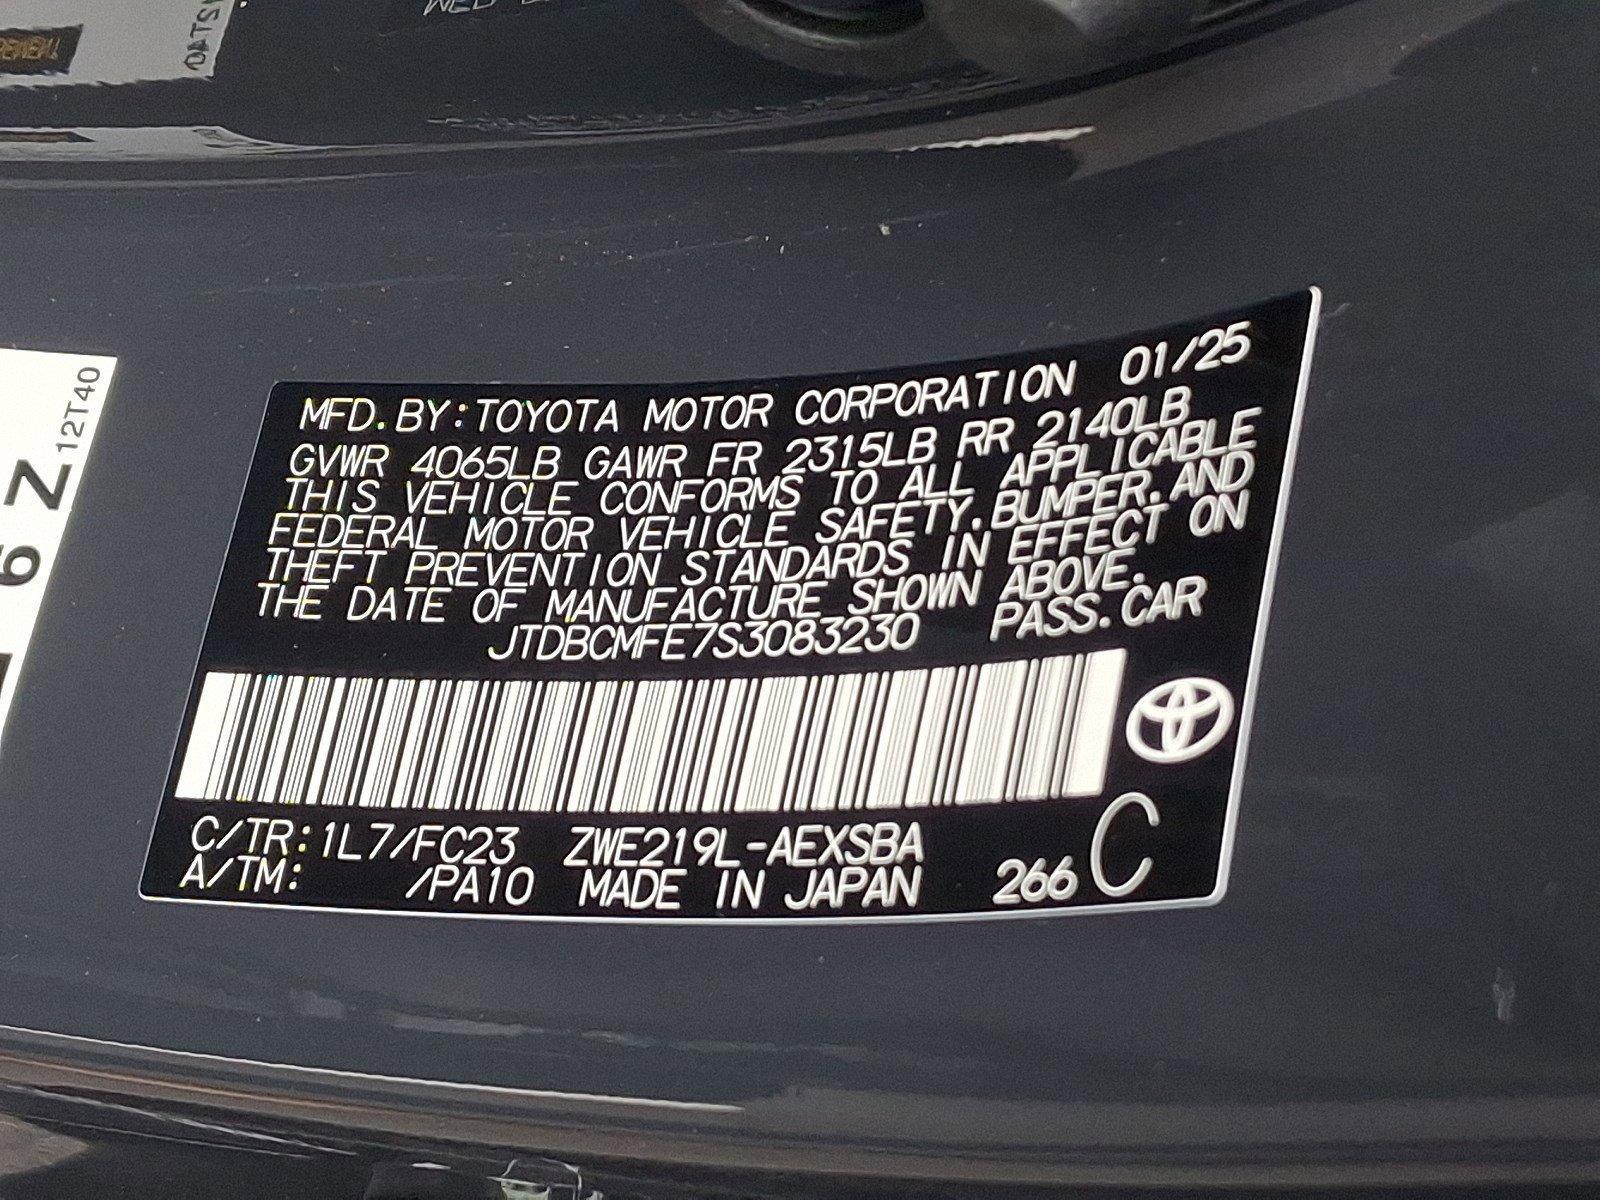 DATSI
12T40
6 Z
MFD. BY: TOYOTA MOTOR CORPORATION 01/25
GVWR 4065LB GAWR FR 2315LB RR 2140LB
THIS VEHICLE CONFORMS TO ALL APPLICABLE
FEDERAL MOTOR VEHICLE SAFETY, BUMPER, AND
THEFT PREVENTION STANDARDS IN EFFECT ON
THE DATE OF MANUFACTURE SHOWN ABOVE.
JTDBCMFE7S3083230 PASS. CAR
C/TR: 1L7/FC23 ZWE219L-AEXSBA
A/TM: /PA10 MADE IN JAPAN 266 C